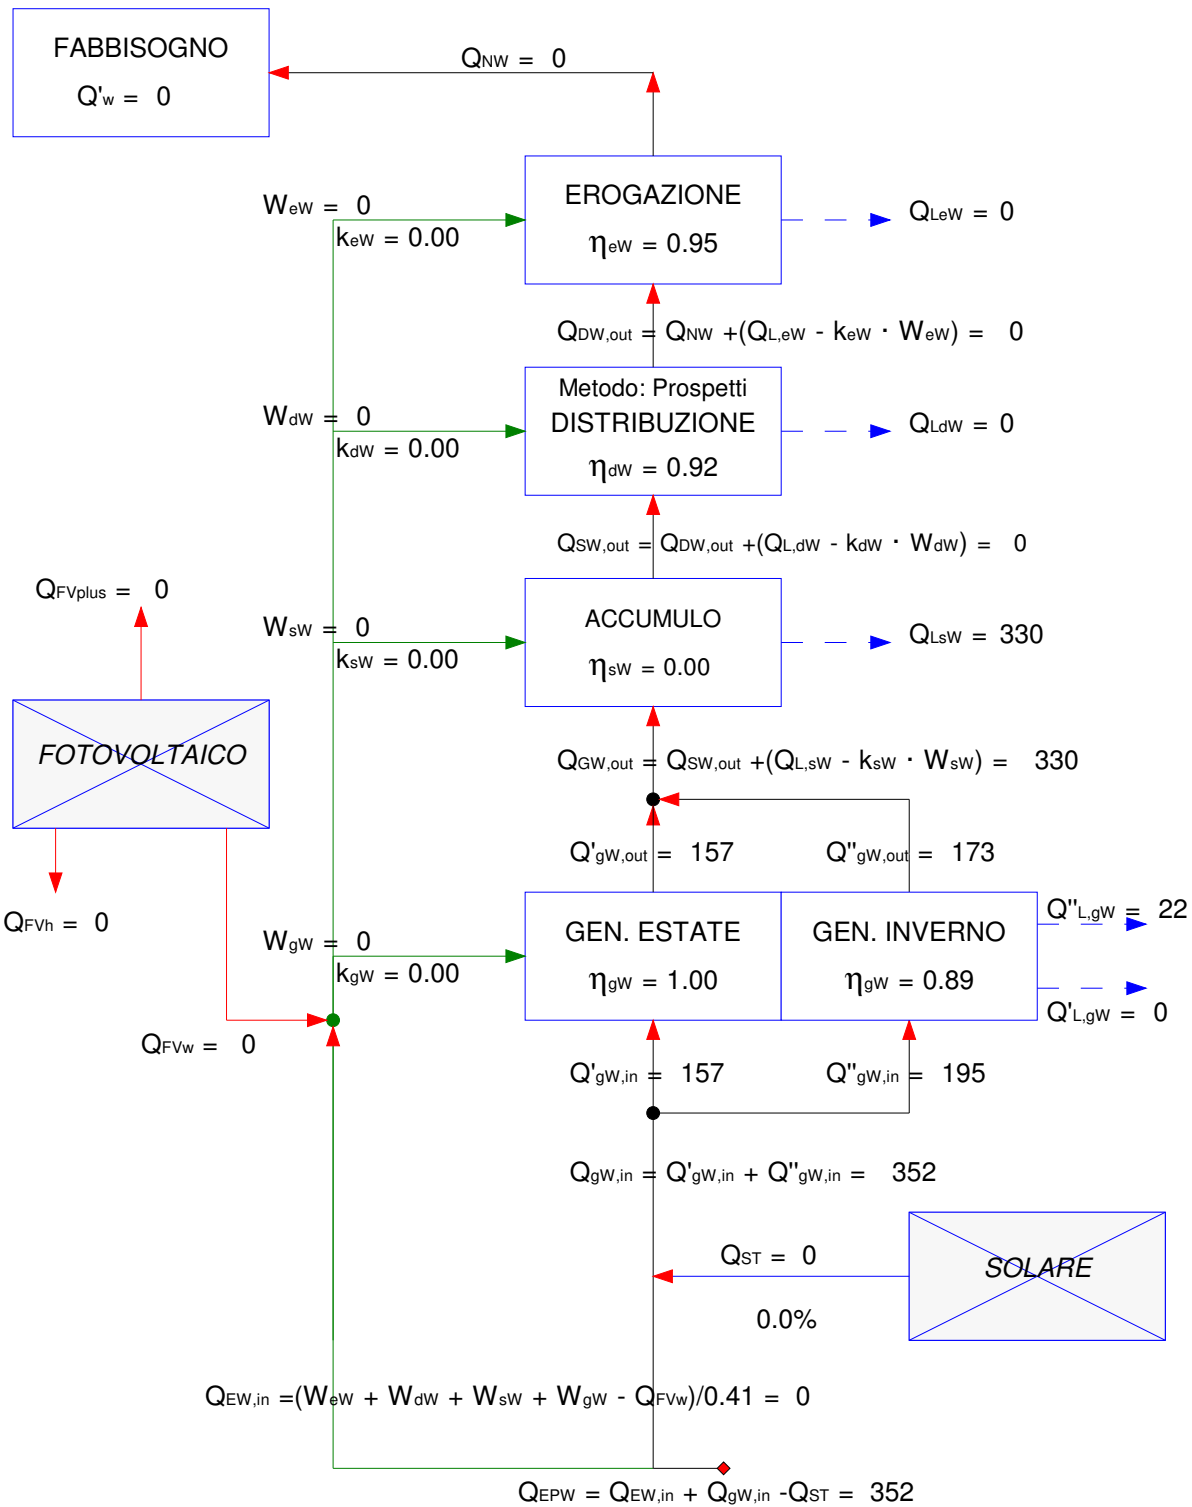 FABBISOGNO
Q'w = 0
QNW = 0
EROGAZIONE
ηeW = 0.95
WeW = 0
keW = 0.00
QLeW = 0
QDW,out = QNW +(QL,eW - keW · WeW) = 0
Metodo: Prospetti
DISTRIBUZIONE
ηdW = 0.92
WdW = 0
kdW = 0.00
QLdW = 0
QSW,out = QDW,out +(QL,dW - kdW · WdW) = 0
QFVplus = 0
ACCUMULO
ηsW = 0.00
WsW = 0
ksW = 0.00
QLsW = 330
FOTOVOLTAICO
QGW,out = QSW,out +(QL,sW - ksW · WsW) = 330
Q'gW,out = 157
Q"gW,out = 173
QFVh = 0
WgW = 0
kgW = 0.00
GEN. ESTATE
ηgW = 1.00
GEN. INVERNO
ηgW = 0.89
Q"L,gW = 22
Q'L,gW = 0
QFVw = 0
Q'gW,in = 157
Q"gW,in = 195
QgW,in = Q'gW,in + Q"gW,in = 352
QST = 0
0.0%
SOLARE
QEW,in =(WeW + WdW + WsW + WgW - QFVw)/0.41 = 0
QEPW = QEW,in + QgW,in -QST = 352